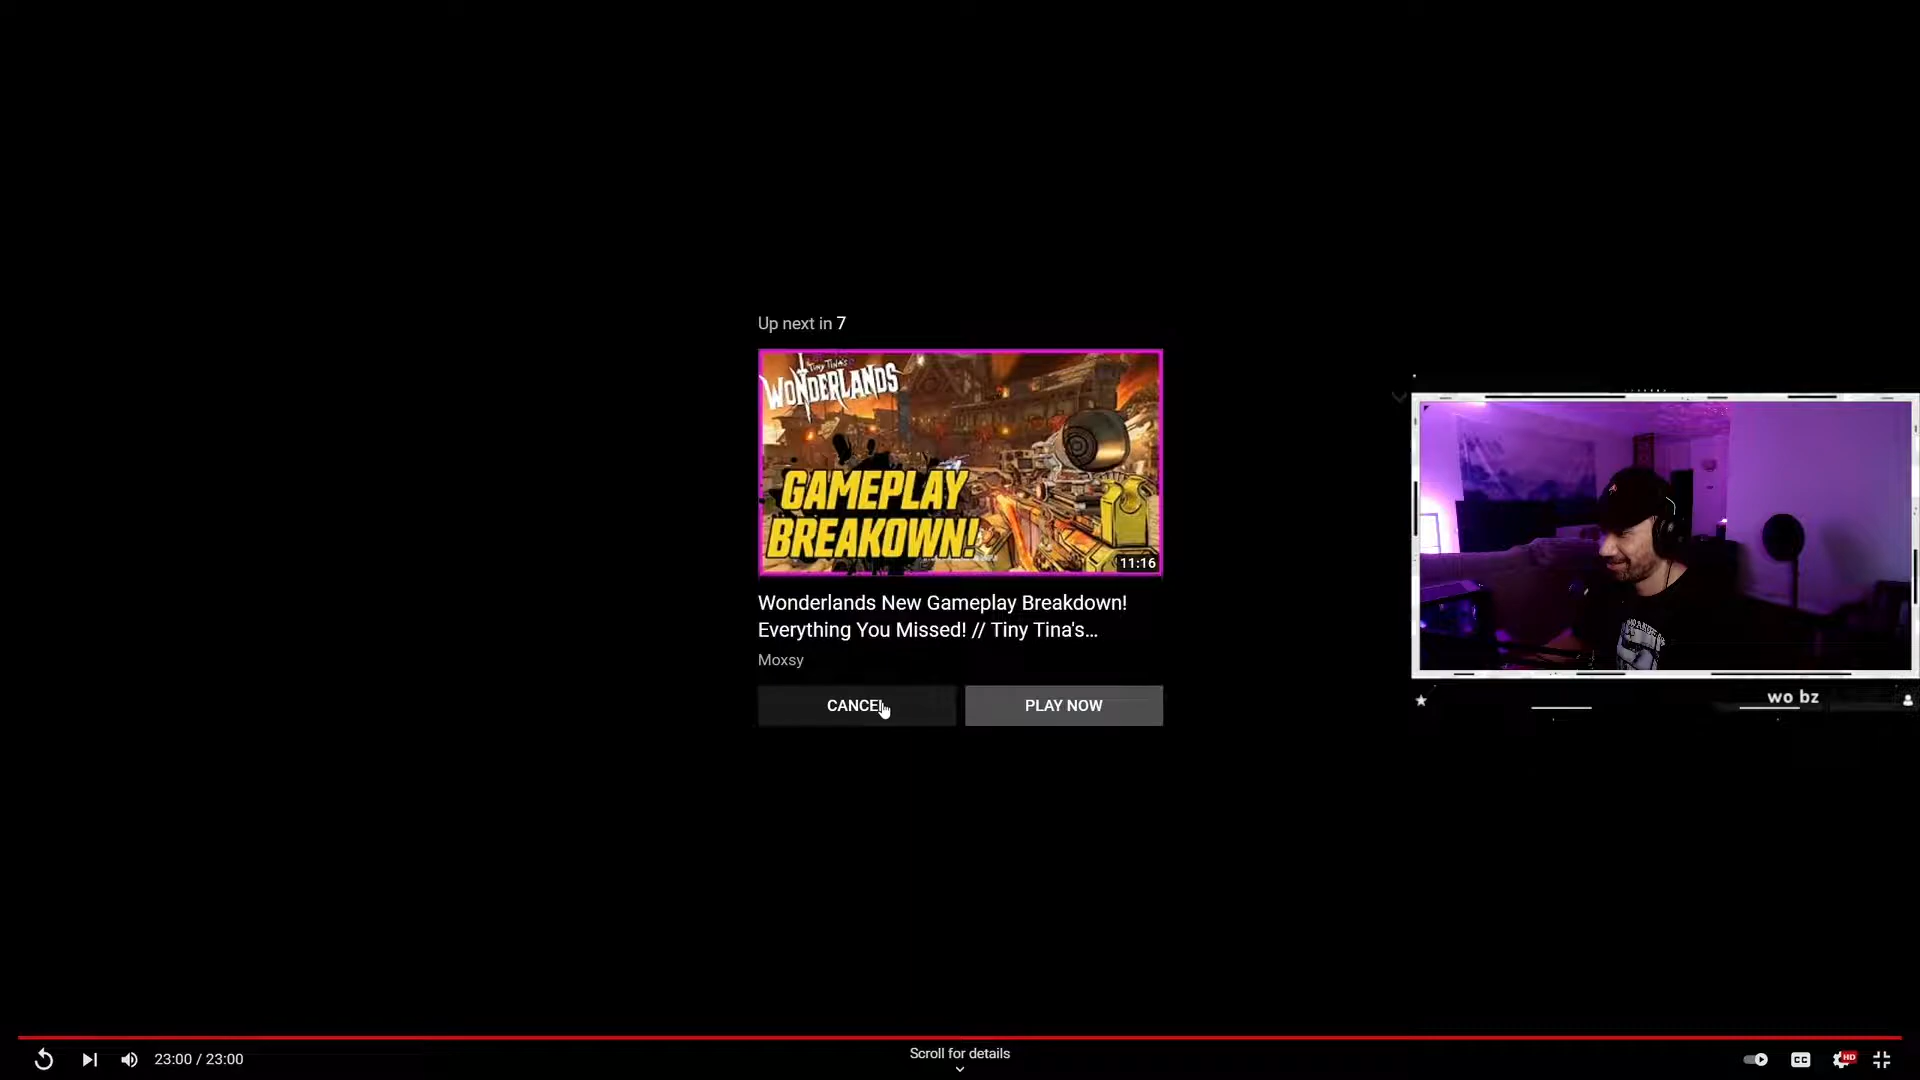 Up next in 7
Tiny Tina's
WONDERLANDS
GAMEPLAY
BREAKOWN!
11:16
Wonderlands New Gameplay Breakdown!
Everything You Missed! // Tiny Tina's...
Moxsy
CANCEL
PLAY NOW
wo bz
23:00 / 23:00
Scroll for details
CC
HD